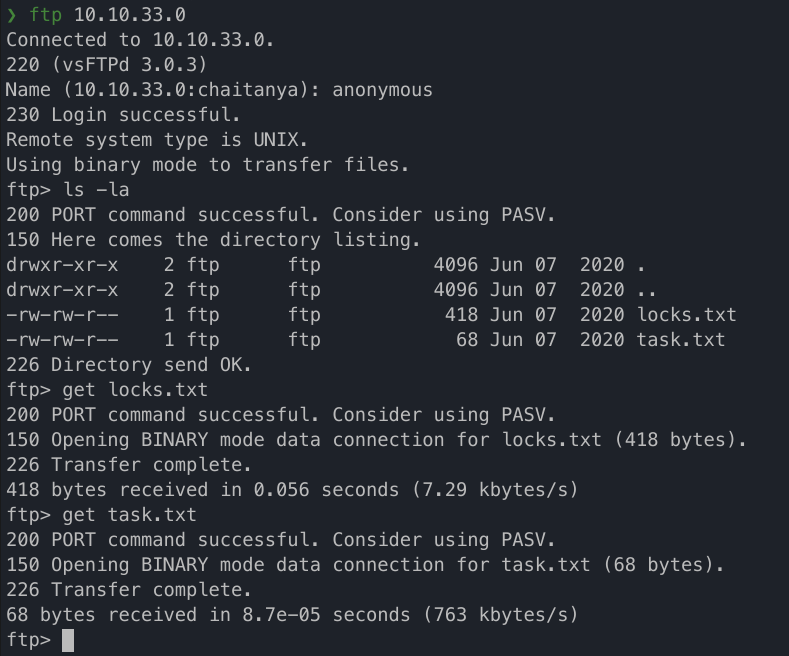 ❯ ftp 10.10.33.0
Connected to 10.10.33.0.
220 (vsFTPd 3.0.3)
Name (10.10.33.0:chaitanya): anonymous
230 Login successful.
Remote system type is UNIX.
Using binary mode to transfer files.
ftp> ls -la
200 PORT command successful. Consider using PASV.
150 Here comes the directory listing.
drwxr-xr-x    2 ftp      ftp          4096 Jun 07  2020 .
drwxr-xr-x    2 ftp      ftp          4096 Jun 07  2020 ..
-rw-rw-r--    1 ftp      ftp           418 Jun 07  2020 locks.txt
-rw-rw-r--    1 ftp      ftp            68 Jun 07  2020 task.txt
226 Directory send OK.
ftp> get locks.txt
200 PORT command successful. Consider using PASV.
150 Opening BINARY mode data connection for locks.txt (418 bytes).
226 Transfer complete.
418 bytes received in 0.056 seconds (7.29 kbytes/s)
ftp> get task.txt
200 PORT command successful. Consider using PASV.
150 Opening BINARY mode data connection for task.txt (68 bytes).
226 Transfer complete.
68 bytes received in 8.7e-05 seconds (763 kbytes/s)
ftp>